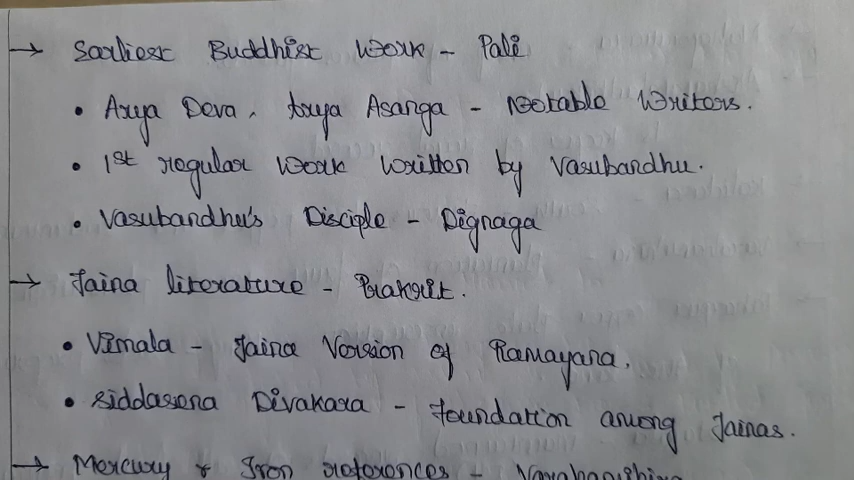 → Earliest Buddhist Work - Pali
• Arya Deva, Arya Asanga - Notable Writers.
• 1st regular Work Written by Vasubandhu.
• Vasubandhu's Disciple - Dignaga
→ Jaina literature - Prakrit.
• Vimala - Jaina Version of Ramayana.
• Siddasena Divakara - foundation among Jainas.
→ Mercury & Iron references -